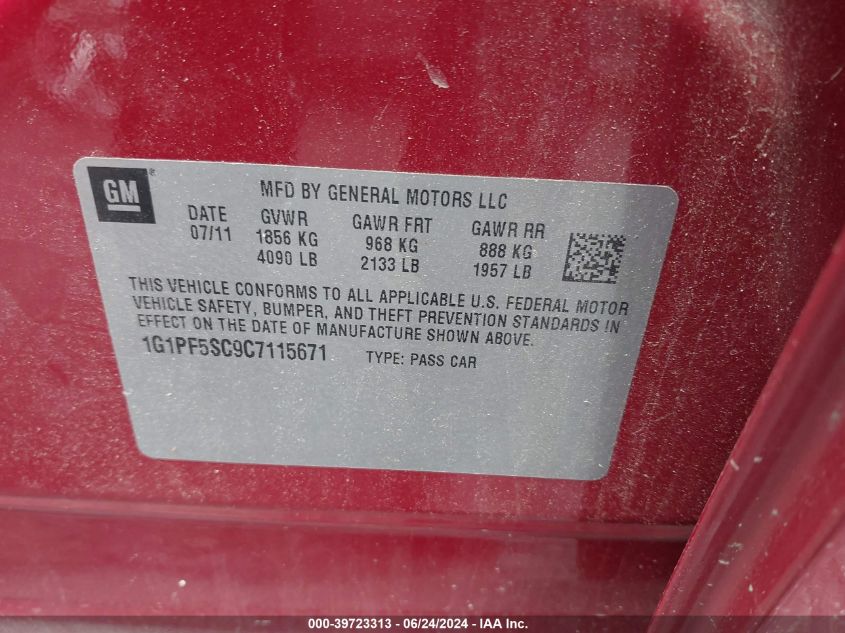 GM ®
MFD BY GENERAL MOTORS LLC
DATE GVWR GAWR FRT GAWR RR
07/11 1856 KG 968 KG 888 KG
4090 LB 2133 LB 1957 LB
THIS VEHICLE CONFORMS TO ALL APPLICABLE U.S. FEDERAL MOTOR
VEHICLE SAFETY, BUMPER, AND THEFT PREVENTION STANDARDS IN
EFFECT ON THE DATE OF MANUFACTURE SHOWN ABOVE.
1G1PF5SC9C7115671 TYPE: PASS CAR
000-39723313 - 06/24/2024 - IAA Inc.